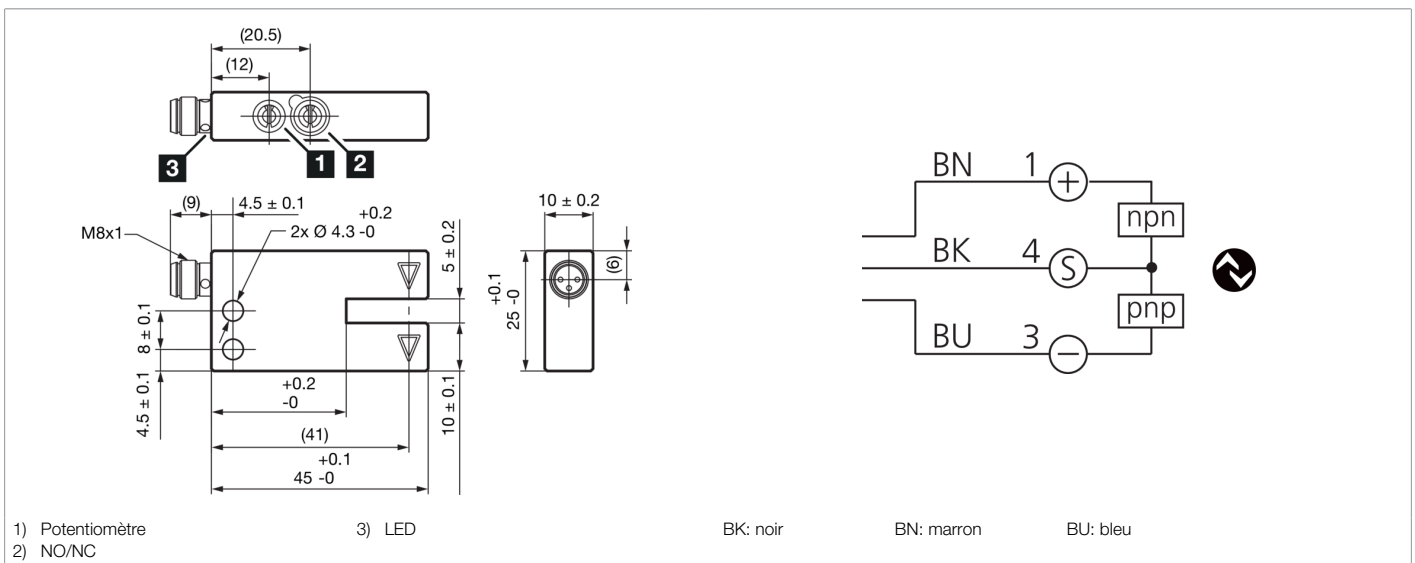 (20.5)
(12)
3
1
2
(9)
4.5 ± 0.1
+0.2
2x Ø 4.3 -0
M8x1
5 ± 0.2
8 ± 0.1
4.5 ± 0.1
+0.2
-0
10 ± 0.1
(41)
+0.1
45 -0
10 ± 0.2
(6)
+0.1
25 -0
BN 1 +
npn
BK 4 S
pnp
BU 3 −
1) Potentiomètre
2) NO/NC
3) LED
BK: noir
BN: marron
BU: bleu